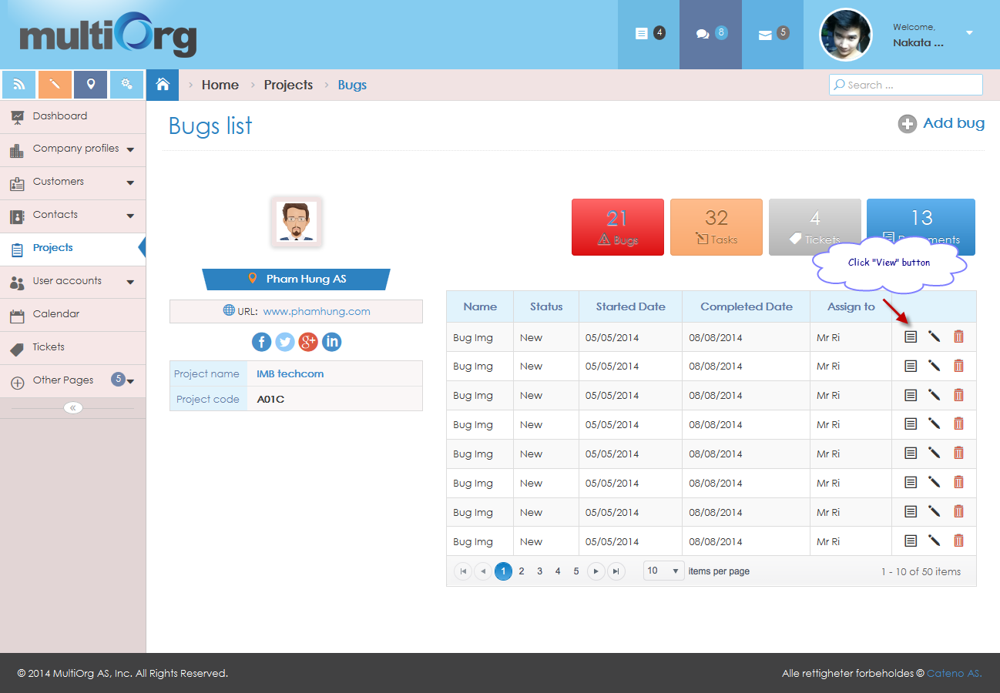 multiOrg
4
8
5
Welcome,
Nakata ...
Home
Projects
Bugs
Search ...
Dashboard
Company profiles
Customers
Contacts
Projects
User accounts
Calendar
Tickets
Other Pages 5
«
Bugs list
Add bug
Pham Hung AS
URL: www.phamhung.com
f g+ in
Project name IMB techcom
Project code A01C
21
Bugs
32
Tasks
4
Tickets
13
Click "View" button
Name Status Started Date Completed Date Assign to
Bug Img New 05/05/2014 08/08/2014 Mr Ri
Bug Img New 05/05/2014 08/08/2014 Mr Ri
Bug Img New 05/05/2014 08/08/2014 Mr Ri
Bug Img New 05/05/2014 08/08/2014 Mr Ri
Bug Img New 05/05/2014 08/08/2014 Mr Ri
Bug Img New 05/05/2014 08/08/2014 Mr Ri
Bug Img New 05/05/2014 08/08/2014 Mr Ri
Bug Img New 05/05/2014 08/08/2014 Mr Ri
1 2 3 4 5 10 items per page 1 - 10 of 50 items
© 2014 MultiOrg AS, Inc. All Rights Reserved.
Alle rettigheter forbeholdes © Cateno AS.